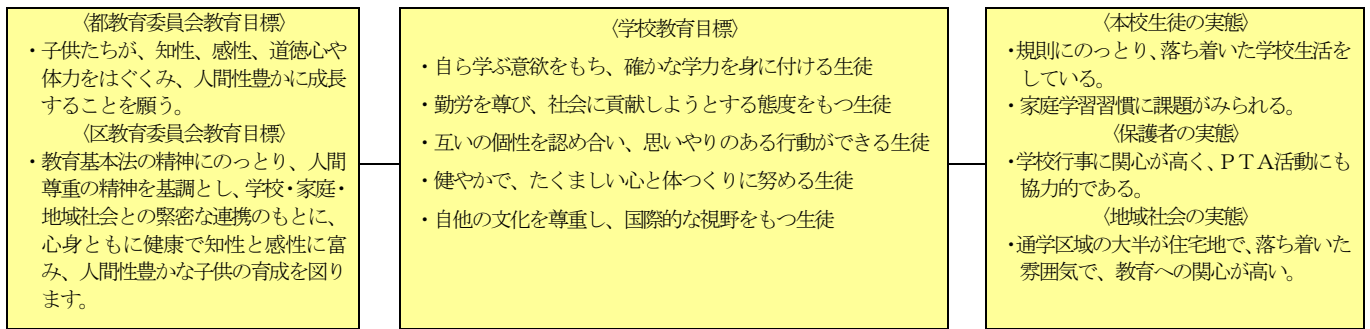 〈都教育委員会教育目標〉
・子供たちが、知性、感性、道徳心や
体力をはぐくみ、人間性豊かに成長
することを願う。
〈区教育委員会教育目標〉
・教育基本法の精神にのっとり、人間
尊重の精神を基調とし、学校・家庭・
地域社会との緊密な連携のもとに、
心身ともに健康で知性と感性に富
み、人間性豊かな子供の育成を図り
ます。
〈学校教育目標〉
・自ら学ぶ意欲をもち、確かな学力を身に付ける生徒
・勤労を尊び、社会に貢献しようとする態度をもつ生徒
・互いの個性を認め合い、思いやりのある行動ができる生徒
・健やかで、たくましい心と体つくりに努める生徒
・自他の文化を尊重し、国際的な視野をもつ生徒
〈本校生徒の実態〉
・規則にのっとり、落ち着いた学校生活を
している。
・家庭学習習慣に課題がみられる。
〈保護者の実態〉
・学校行事に関心が高く、ＰＴＡ活動にも
協力的である。
〈地域社会の実態〉
・通学区域の大半が住宅地で、落ち着いた
雰囲気で、教育への関心が高い。